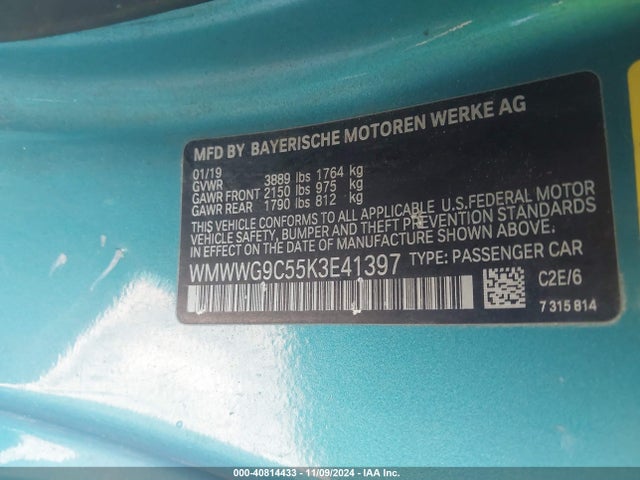 MFD BY BAYERISCHE MOTOREN WERKE AG
01/19
GVWR 3889 lbs 1764 kg
GAWR FRONT 2150 lbs 975 kg
GAWR REAR 1790 lbs 812 kg
THIS VEHICLE CONFORMS TO ALL APPLICABLE U.S.FEDERAL MOTOR
VEHICLE SAFETY, BUMPER AND THEFT PREVENTION STANDARDS
IN EFFECT ON THE DATE OF MANUFACTURE SHOWN ABOVE.
WMWWG9C55K3E41397 TYPE: PASSENGER CAR
C2E/6
7 315 814
000-40814433 - 11/09/2024 - IAA Inc.